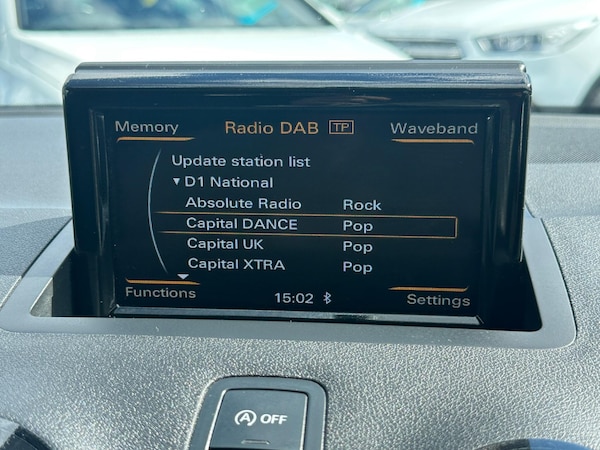 Memory Radio DAB TP Waveband
Update station list
▼ D1 National
Absolute Radio Rock
Capital DANCE Pop
Capital UK Pop
Capital XTRA Pop
Functions 15:02 Settings
A OFF